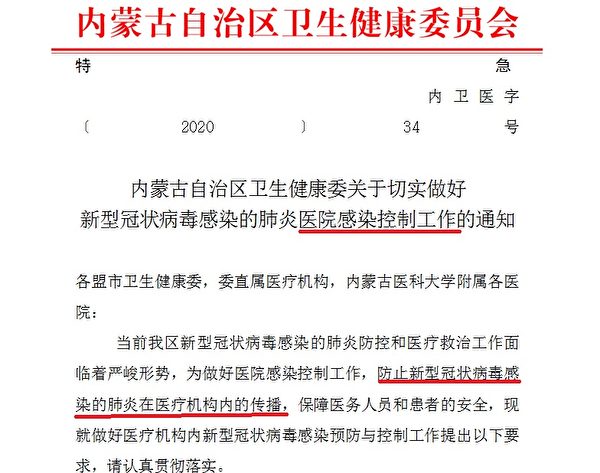 内蒙古自治区卫生健康委员会
特 急
内 卫 医 字
〔 2020 〕 34 号
内蒙古自治区卫生健康委关于切实做好
新型冠状病毒感染的肺炎医院感染控制工作的通知
各盟市卫生健康委，委直属医疗机构，内蒙古医科大学附属各医
院：
当前我区新型冠状病毒感染的肺炎防控和医疗救治工作面
临着严峻形势，为做好医院感染控制工作，防止新型冠状病毒感
染的肺炎在医疗机构内的传播，保障医务人员和患者的安全，现
就做好医疗机构内新型冠状病毒感染预防与控制工作提出以下要
求，请认真贯彻落实。